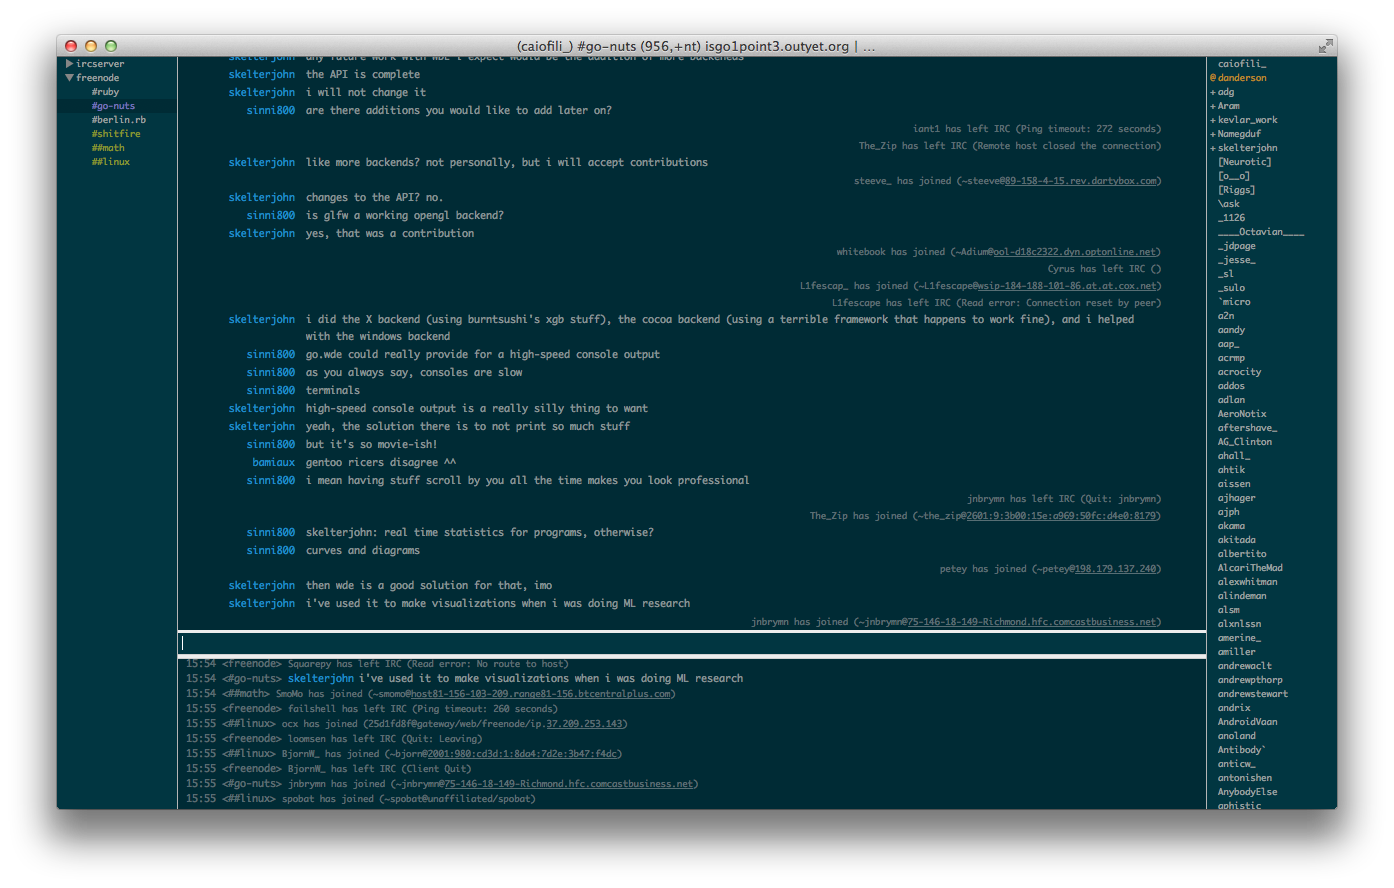 (caiofili_) #go-nuts (956,+nt) isgo1point3.outyet.org | ...
ircserver
freenode
#ruby
#go-nuts
#berlin.rb
#shitfire
##math
##linux
skelterjohn any future work with wde i expect would be the addition of more backends
skelterjohn the API is complete
skelterjohn i will not change it
sinni800 are there additions you would like to add later on?
iant1 has left IRC (Ping timeout: 272 seconds)
The_Zip has left IRC (Remote host closed the connection)
skelterjohn like more backends? not personally, but i will accept contributions
steeve_ has joined (~steeve@89-158-4-15.rev.dartybox.com)
skelterjohn changes to the API? no.
sinni800 is glfw a working opengl backend?
skelterjohn yes, that was a contribution
whitebook has joined (~Adium@ool-d18c2322.dyn.optonline.net)
Cyrus has left IRC ()
L1fescap_ has joined (~L1fescape@wsip-184-188-101-86.at.at.cox.net)
L1fescape has left IRC (Read error: Connection reset by peer)
skelterjohn i did the X backend (using burntsushi's xgb stuff), the cocoa backend (using a terrible framework that happens to work fine), and i helped
with the windows backend
sinni800 go.wde could really provide for a high-speed console output
sinni800 as you always say, consoles are slow
sinni800 terminals
skelterjohn high-speed console output is a really silly thing to want
skelterjohn yeah, the solution there is to not print so much stuff
sinni800 but it's so movie-ish!
bamiaux gentoo ricers disagree ^^
sinni800 i mean having stuff scroll by you all the time makes you look professional
jnbrymn has left IRC (Quit: jnbrymn)
The_Zip has joined (~the_zip@2601:9:3b00:15e:a969:50fc:d4e0:8179)
sinni800 skelterjohn: real time statistics for programs, otherwise?
sinni800 curves and diagrams
petey has joined (~petey@198.179.137.240)
skelterjohn then wde is a good solution for that, imo
skelterjohn i've used it to make visualizations when i was doing ML research
jnbrymn has joined (~jnbrymn@75-146-18-149-Richmond.hfc.comcastbusiness.net)
15:54 <freenode> Squarepy has left IRC (Read error: No route to host)
15:54 <#go-nuts> skelterjohn i've used it to make visualizations when i was doing ML research
15:54 <##math> SmoMo has joined (~smomo@host81-156-103-209.range81-156.btcentralplus.com)
15:55 <freenode> failshell has left IRC (Ping timeout: 260 seconds)
15:55 <##linux> ocx has joined (25d1fd8f@gateway/web/freenode/ip.37.209.253.143)
15:55 <freenode> loomsen has left IRC (Quit: Leaving)
15:55 <##linux> BjornW_ has joined (~bjorn@2001:980:cd3d:1:8da4:7d2e:3b47:f4dc)
15:55 <freenode> BjornW_ has left IRC (Client Quit)
15:55 <#go-nuts> jnbrymn has joined (~jnbrymn@75-146-18-149-Richmond.hfc.comcastbusiness.net)
15:55 <##linux> spobat has joined (~spobat@unaffiliated/spobat)
caiofili_
@danderson
+adg
+Aram
+kevlar_work
+Namegduf
+skelterjohn
[Neurotic]
[o__o]
[Riggs]
\ask
_1126
____Octavian____
_jdpage
_jesse_
_sl
_sulo
`micro
a2n
aandy
aap_
acrmp
acrocity
addos
adlan
AeroNotix
aftershave_
AG_Clinton
ahall_
ahtik
aissen
ajhager
ajph
akama
akitada
albertito
AlcariTheMad
alexwhitman
alindeman
alsm
alxnlssn
amerine_
amiller
andrewaclt
andrewpthorp
andrewstewart
andrix
AndroidVaan
anoland
Antibody`
anticw_
antonishen
AnybodyElse
aphistic